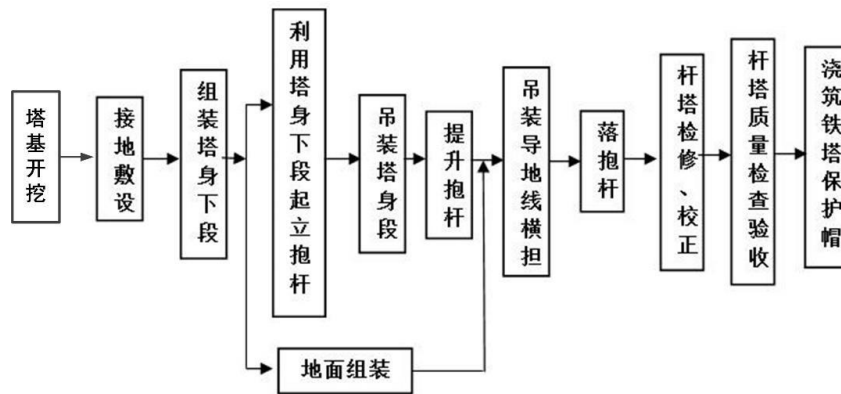 塔基开挖
接地敷设
组装塔身下段
利用塔身下段起立抱杆
吊装塔身段
提升抱杆
吊装导地线横担
落抱杆
杆塔检修、校正
杆塔质量检查验收
浇筑铁塔保护帽
地面组装